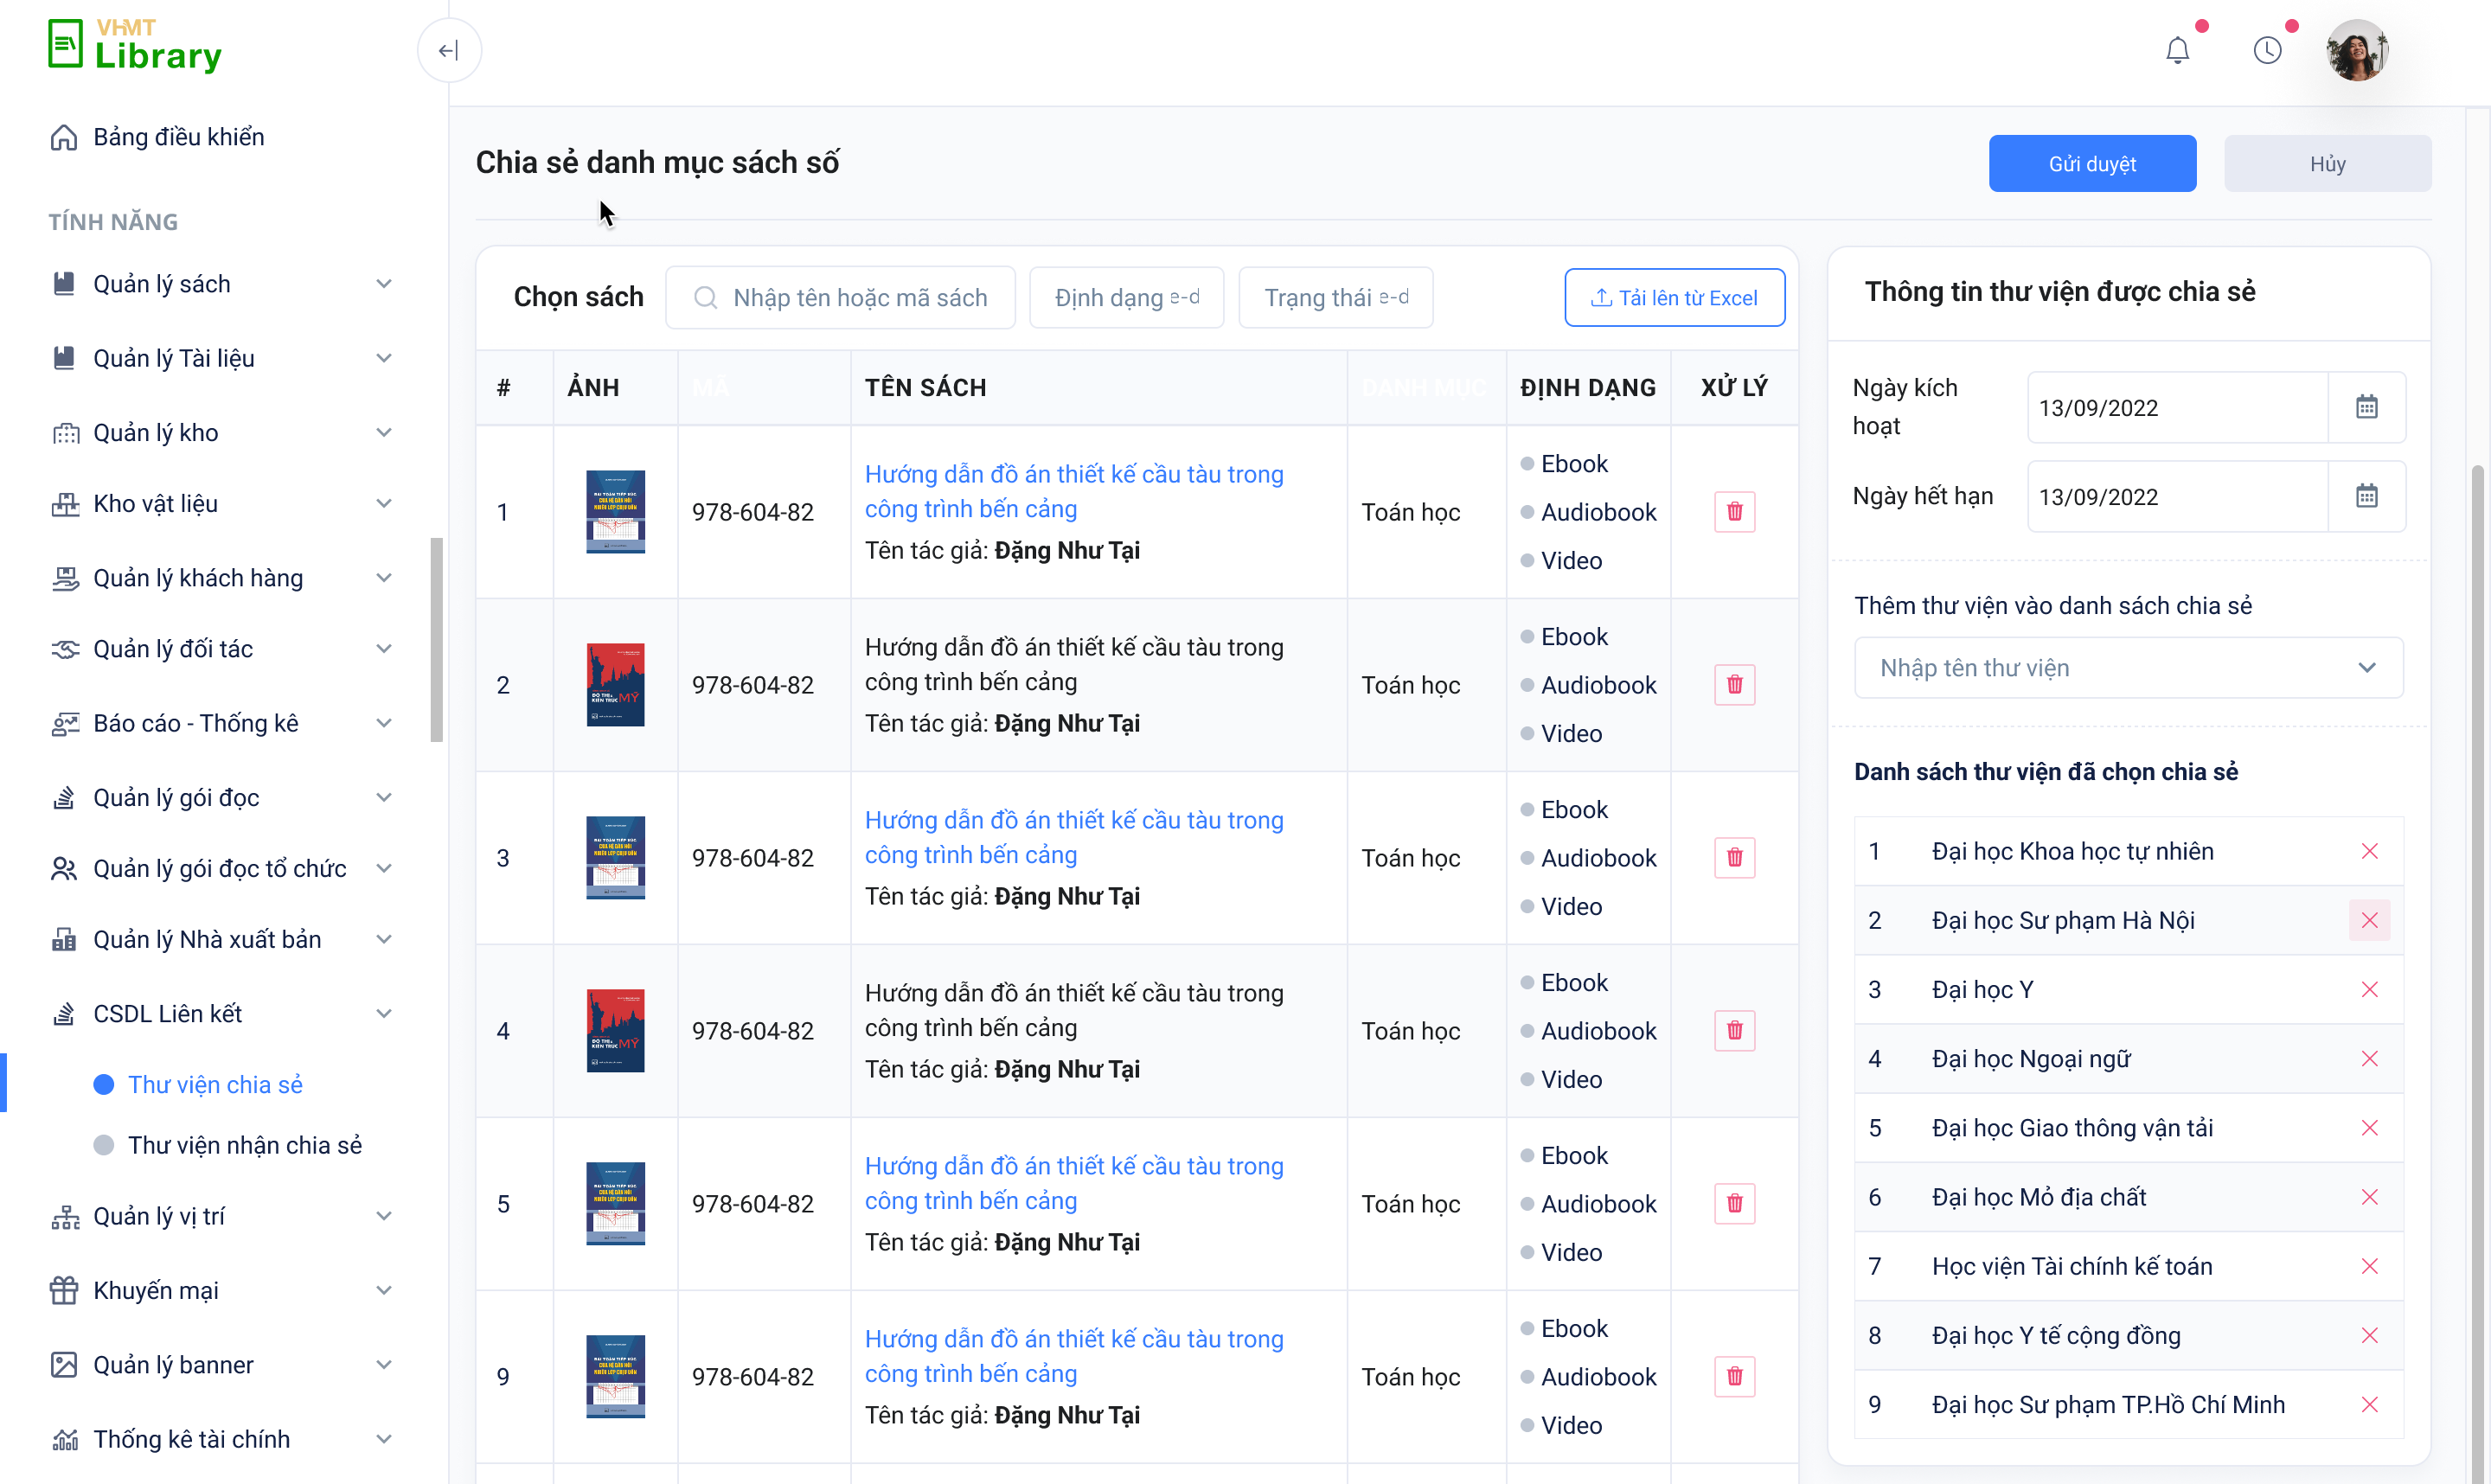 VHMT
Library
Bảng điều khiển
TÍNH NĂNG
Quản lý sách
Quản lý Tài liệu
Quản lý kho
Kho vật liệu
Quản lý khách hàng
Quản lý đối tác
Báo cáo - Thống kê
Quản lý gói đọc
Quản lý gói đọc tổ chức
Quản lý Nhà xuất bản
CSDL Liên kết
Thư viện chia sẻ
Thư viện nhận chia sẻ
Quản lý vị trí
Khuyến mại
Quản lý banner
Thống kê tài chính
Chia sẻ danh mục sách số
Gửi duyệt
Hủy
Chọn sách
Nhập tên hoặc mã sách
Định dạng e-d
Trạng thái e-d
Tải lên từ Excel
# ẢNH MÃ TÊN SÁCH DANH MỤC ĐỊNH DẠNG XỬ LÝ
1 978-604-82
Hướng dẫn đồ án thiết kế cầu tàu trong
công trình bến cảng
Tên tác giả: Đặng Như Tại
Toán học
Ebook
Audiobook
Video
2 978-604-82
Hướng dẫn đồ án thiết kế cầu tàu trong
công trình bến cảng
Tên tác giả: Đặng Như Tại
Toán học
Ebook
Audiobook
Video
3 978-604-82
Hướng dẫn đồ án thiết kế cầu tàu trong
công trình bến cảng
Tên tác giả: Đặng Như Tại
Toán học
Ebook
Audiobook
Video
4 978-604-82
Hướng dẫn đồ án thiết kế cầu tàu trong
công trình bến cảng
Tên tác giả: Đặng Như Tại
Toán học
Ebook
Audiobook
Video
5 978-604-82
Hướng dẫn đồ án thiết kế cầu tàu trong
công trình bến cảng
Tên tác giả: Đặng Như Tại
Toán học
Ebook
Audiobook
Video
9 978-604-82
Hướng dẫn đồ án thiết kế cầu tàu trong
công trình bến cảng
Tên tác giả: Đặng Như Tại
Toán học
Ebook
Audiobook
Video
Thông tin thư viện được chia sẻ
Ngày kích
hoạt
13/09/2022
Ngày hết hạn
13/09/2022
Thêm thư viện vào danh sách chia sẻ
Nhập tên thư viện
Danh sách thư viện đã chọn chia sẻ
1 Đại học Khoa học tự nhiên
2 Đại học Sư phạm Hà Nội
3 Đại học Y
4 Đại học Ngoại ngữ
5 Đại học Giao thông vận tải
6 Đại học Mỏ địa chất
7 Học viện Tài chính kế toán
8 Đại học Y tế cộng đồng
9 Đại học Sư phạm TP.Hồ Chí Minh